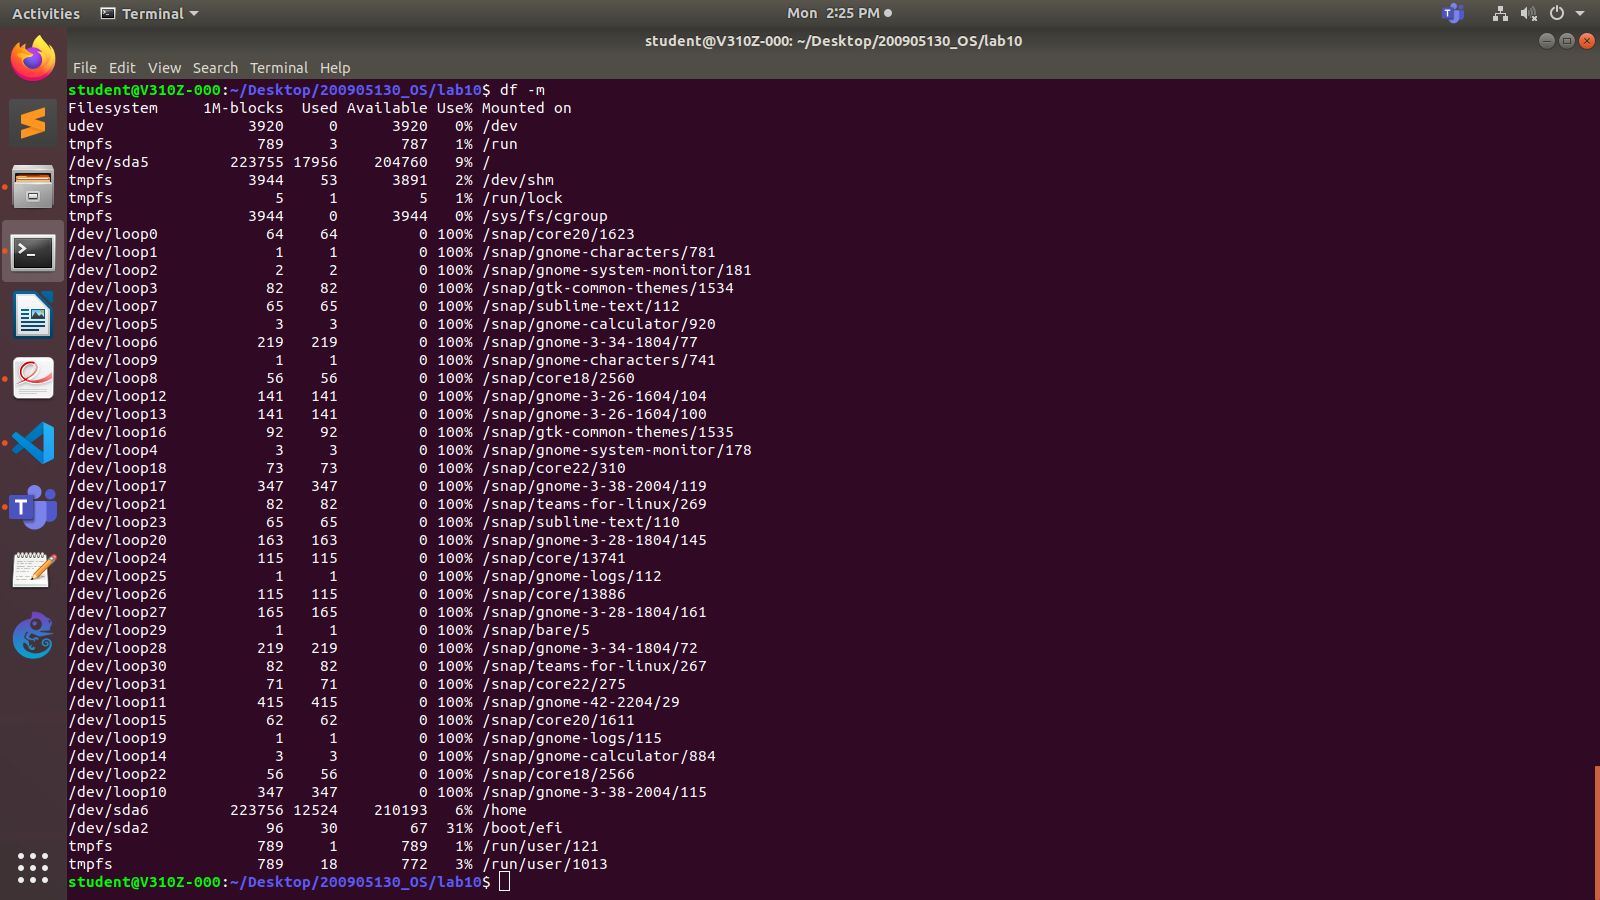 Activities Terminal Mon 2:25 PM
student@V310Z-000: ~/Desktop/200905130_OS/lab10
File Edit View Search Terminal Help
student@V310Z-000:~/Desktop/200905130_OS/lab10$ df -m
Filesystem 1M-blocks Used Available Use% Mounted on
udev 3920 0 3920 0% /dev
tmpfs 789 3 787 1% /run
/dev/sda5 223755 17956 204760 9% /
tmpfs 3944 53 3891 2% /dev/shm
tmpfs 5 1 5 1% /run/lock
tmpfs 3944 0 3944 0% /sys/fs/cgroup
/dev/loop0 64 64 0 100% /snap/core20/1623
/dev/loop1 1 1 0 100% /snap/gnome-characters/781
/dev/loop2 2 2 0 100% /snap/gnome-system-monitor/181
/dev/loop3 82 82 0 100% /snap/gtk-common-themes/1534
/dev/loop7 65 65 0 100% /snap/sublime-text/112
/dev/loop5 3 3 0 100% /snap/gnome-calculator/920
/dev/loop6 219 219 0 100% /snap/gnome-3-34-1804/77
/dev/loop9 1 1 0 100% /snap/gnome-characters/741
/dev/loop8 56 56 0 100% /snap/core18/2560
/dev/loop12 141 141 0 100% /snap/gnome-3-26-1604/104
/dev/loop13 141 141 0 100% /snap/gnome-3-26-1604/100
/dev/loop16 92 92 0 100% /snap/gtk-common-themes/1535
/dev/loop4 3 3 0 100% /snap/gnome-system-monitor/178
/dev/loop18 73 73 0 100% /snap/core22/310
/dev/loop17 347 347 0 100% /snap/gnome-3-38-2004/119
/dev/loop21 82 82 0 100% /snap/teams-for-linux/269
/dev/loop23 65 65 0 100% /snap/sublime-text/110
/dev/loop20 163 163 0 100% /snap/gnome-3-28-1804/145
/dev/loop24 115 115 0 100% /snap/core/13741
/dev/loop25 1 1 0 100% /snap/gnome-logs/112
/dev/loop26 115 115 0 100% /snap/core/13886
/dev/loop27 165 165 0 100% /snap/gnome-3-28-1804/161
/dev/loop29 1 1 0 100% /snap/bare/5
/dev/loop28 219 219 0 100% /snap/gnome-3-34-1804/72
/dev/loop30 82 82 0 100% /snap/teams-for-linux/267
/dev/loop31 71 71 0 100% /snap/core22/275
/dev/loop11 415 415 0 100% /snap/gnome-42-2204/29
/dev/loop15 62 62 0 100% /snap/core20/1611
/dev/loop19 1 1 0 100% /snap/gnome-logs/115
/dev/loop14 3 3 0 100% /snap/gnome-calculator/884
/dev/loop22 56 56 0 100% /snap/core18/2566
/dev/loop10 347 347 0 100% /snap/gnome-3-38-2004/115
/dev/sda6 223756 12524 210193 6% /home
/dev/sda2 96 30 67 31% /boot/efi
tmpfs 789 1 789 1% /run/user/121
tmpfs 789 18 772 3% /run/user/1013
student@V310Z-000:~/Desktop/200905130_OS/lab10$